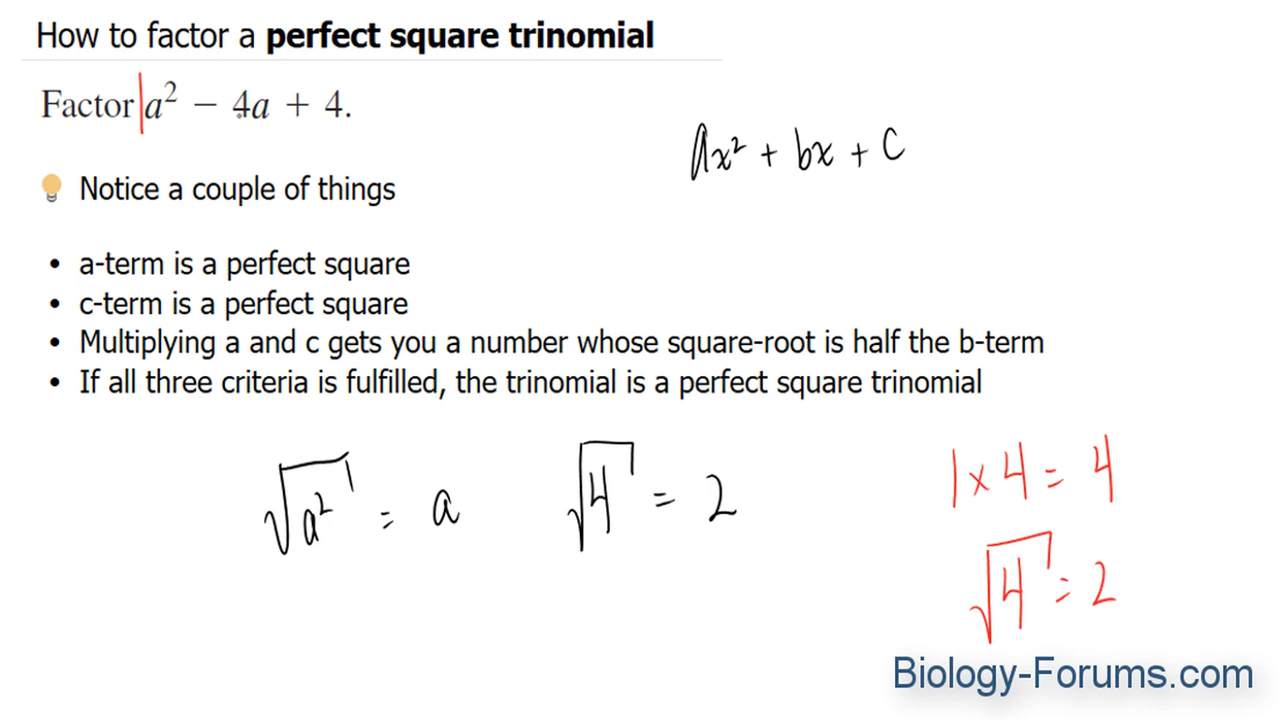 How to factor a perfect square trinomial
Factor a² − 4a + 4.
ax² + bx + c
Notice a couple of things
• a-term is a perfect square
• c-term is a perfect square
• Multiplying a and c gets you a number whose square-root is half the b-term
• If all three criteria is fulfilled, the trinomial is a perfect square trinomial
√a² = a √4 = 2
1 x 4 = 4
√4 = 2
Biology-Forums.com